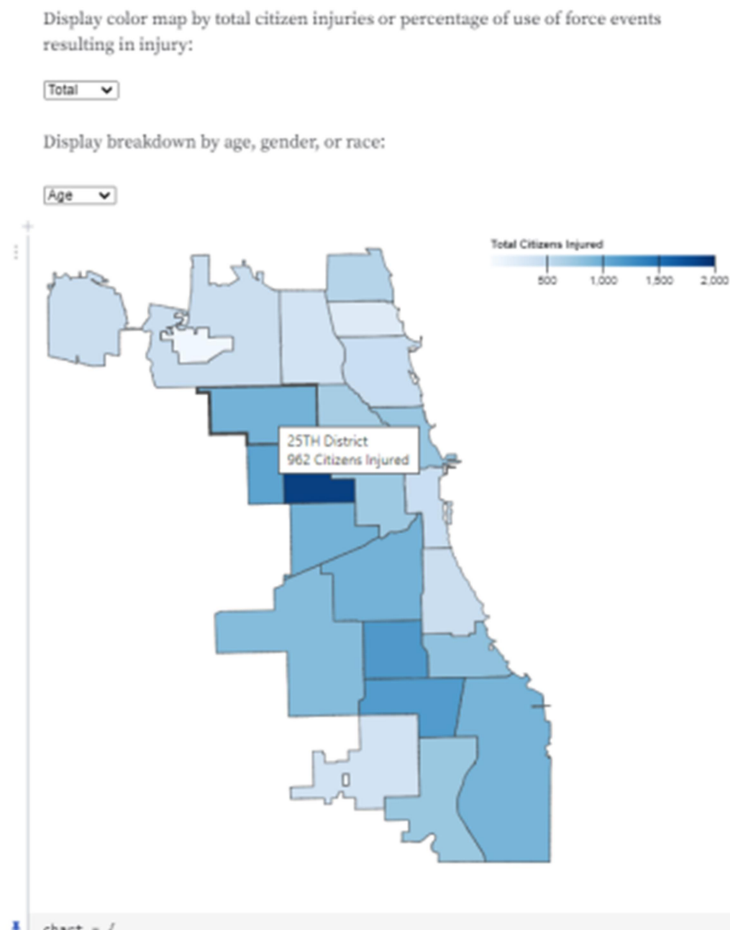 Display color map by total citizen injuries or percentage of use of force events
resulting in injury:
Total
Display breakdown by age, gender, or race:
Age
Total Citizens Injured
500 1,000 1,500 2,000
25TH District
962 Citizens Injured